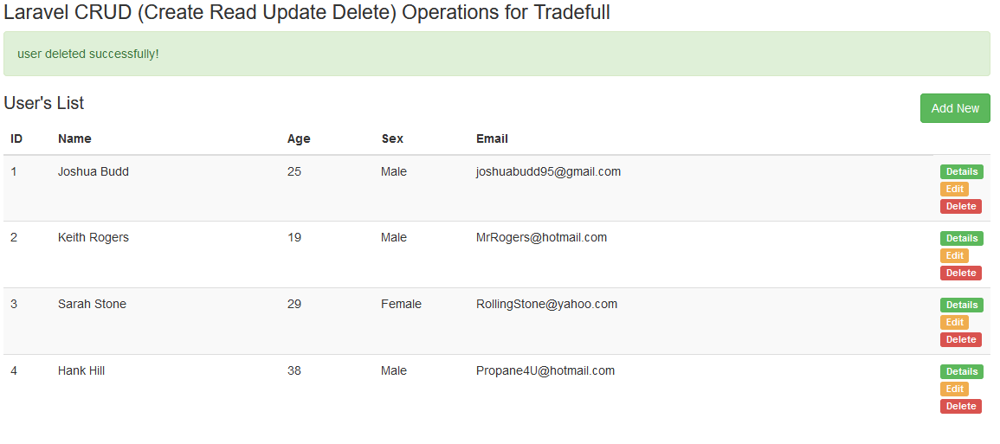 Laravel CRUD (Create Read Update Delete) Operations for Tradefull
user deleted successfully!
User's List
Add New
ID Name Age Sex Email
1 Joshua Budd 25 Male joshuabudd95@gmail.com Details
Edit
Delete
2 Keith Rogers 19 Male MrRogers@hotmail.com Details
Edit
Delete
3 Sarah Stone 29 Female RollingStone@yahoo.com Details
Edit
Delete
4 Hank Hill 38 Male Propane4U@hotmail.com Details
Edit
Delete